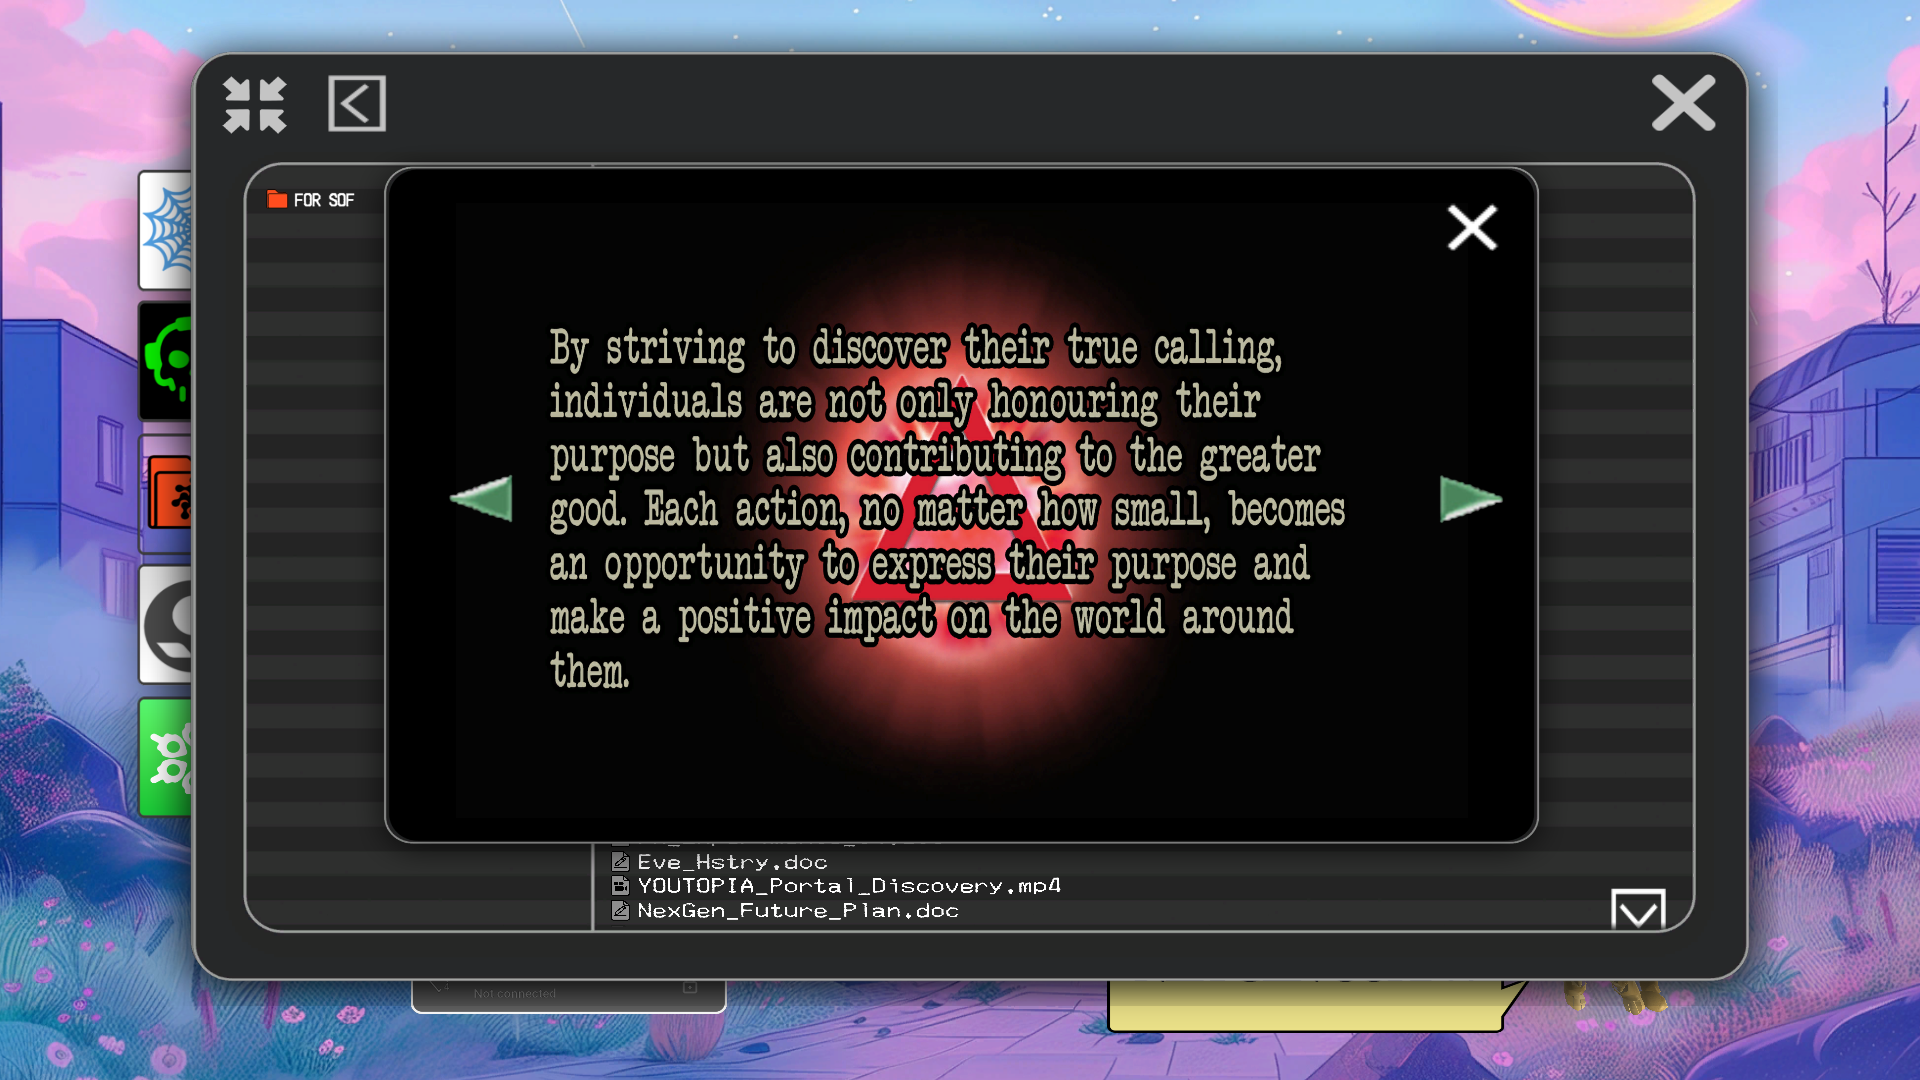 FOR SOF
By striving to discover their true calling,
individuals are not only honouring their
purpose but also contributing to the greater
good. Each action, no matter how small, becomes
an opportunity to express their purpose and
make a positive impact on the world around
them.
Eve_Hstry.doc
YOUTOPIA_Portal_Discovery.mp4
NexGen_Future_Plan.doc
Not connected